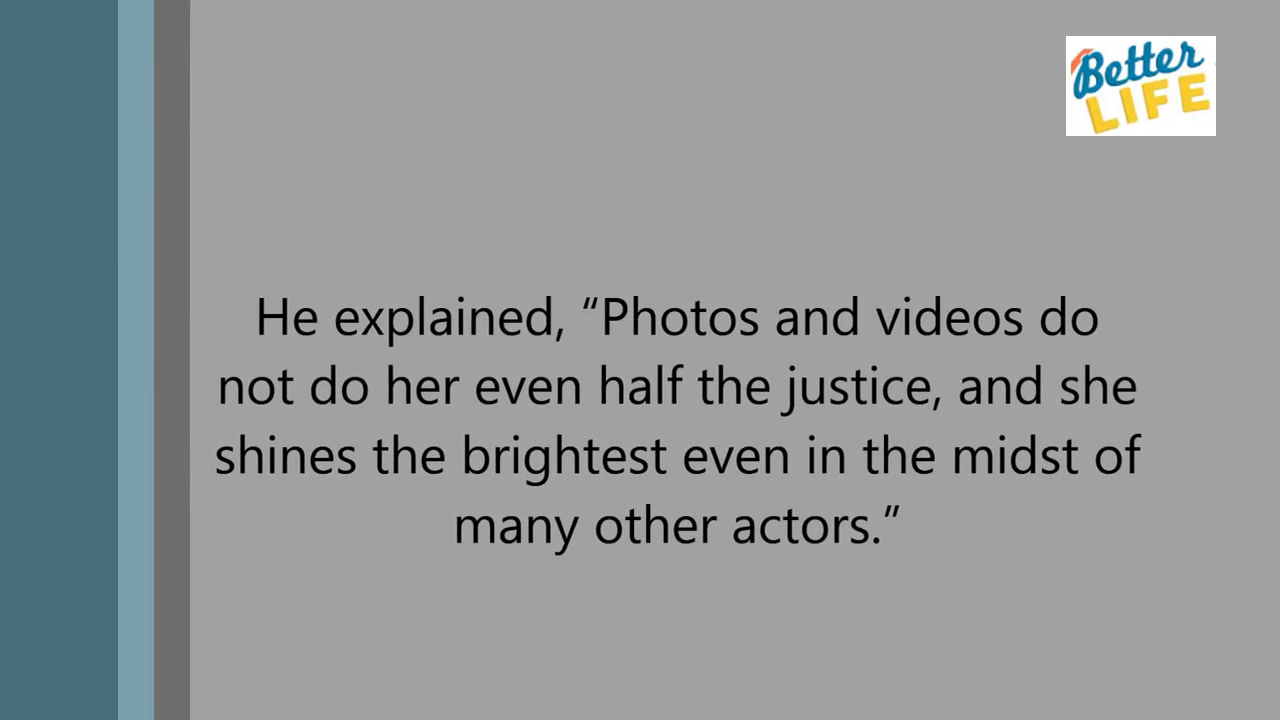 Better
LIFE
He explained, “Photos and videos do
not do her even half the justice, and she
shines the brightest even in the midst of
many other actors.”